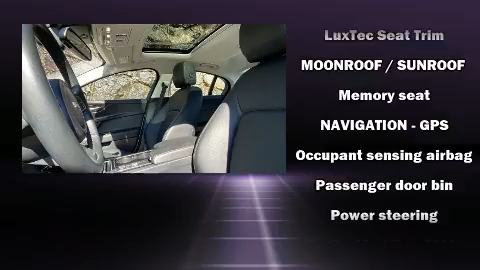 LuxTec Seat Trim
MOONROOF / SUNROOF
Memory seat
NAVIGATION - GPS
Occupant sensing airbag
Passenger door bin
Power steering